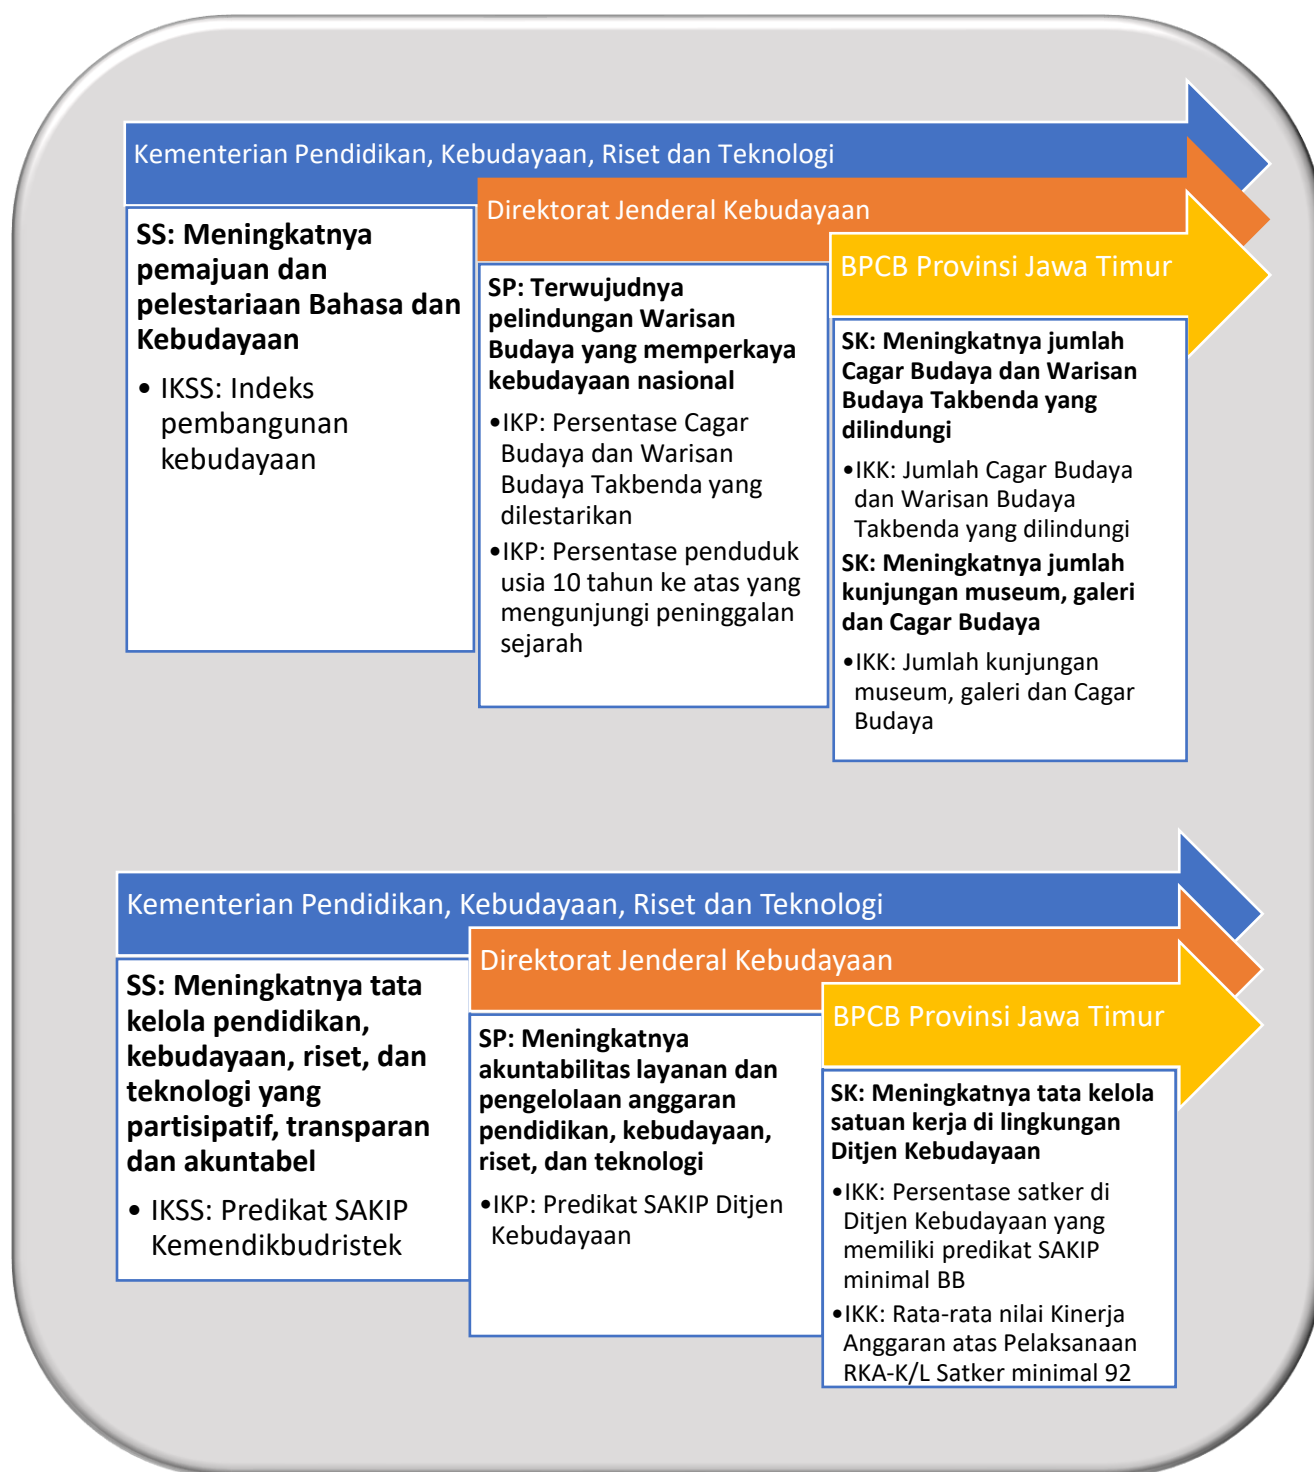 Kementerian Pendidikan, Kebudayaan, Riset dan Teknologi
SS: Meningkatnya
pemajuan dan
pelestariaan Bahasa dan
Kebudayaan
• IKSS: Indeks
pembangunan
kebudayaan
Direktorat Jenderal Kebudayaan
SP: Terwujudnya
pelindungan Warisan
Budaya yang memperkaya
kebudayaan nasional
•IKP: Persentase Cagar
Budaya dan Warisan
Budaya Takbenda yang
dilestarikan
•IKP: Persentase penduduk
usia 10 tahun ke atas yang
mengunjungi peninggalan
sejarah
BPCB Provinsi Jawa Timur
SK: Meningkatnya jumlah
Cagar Budaya dan Warisan
Budaya Takbenda yang
dilindungi
•IKK: Jumlah Cagar Budaya
dan Warisan Budaya
Takbenda yang dilindungi
SK: Meningkatnya jumlah
kunjungan museum, galeri
dan Cagar Budaya
•IKK: Jumlah kunjungan
museum, galeri dan Cagar
Budaya
Kementerian Pendidikan, Kebudayaan, Riset dan Teknologi
SS: Meningkatnya tata
kelola pendidikan,
kebudayaan, riset, dan
teknologi yang
partisipatif, transparan
dan akuntabel
• IKSS: Predikat SAKIP
Kemendikbudristek
Direktorat Jenderal Kebudayaan
SP: Meningkatnya
akuntabilitas layanan dan
pengelolaan anggaran
pendidikan, kebudayaan,
riset, dan teknologi
•IKP: Predikat SAKIP Ditjen
Kebudayaan
BPCB Provinsi Jawa Timur
SK: Meningkatnya tata kelola
satuan kerja di lingkungan
Ditjen Kebudayaan
•IKK: Persentase satker di
Ditjen Kebudayaan yang
memiliki predikat SAKIP
minimal BB
•IKK: Rata-rata nilai Kinerja
Anggaran atas Pelaksanaan
RKA-K/L Satker minimal 92